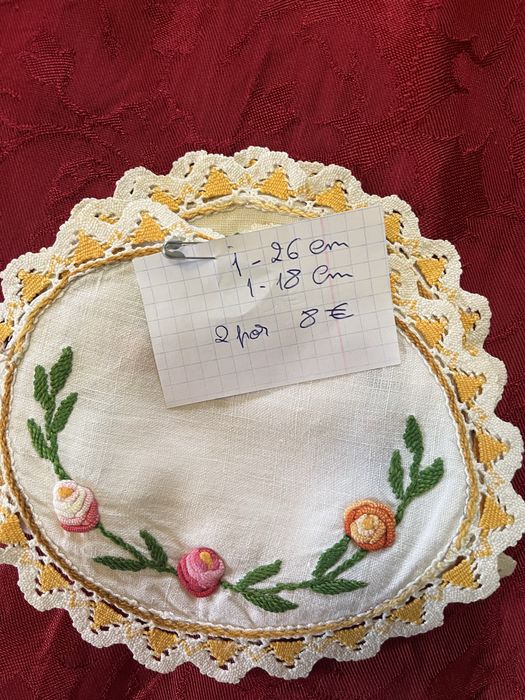 1 - 26 cm
1 - 18 cm
2 por 8 €